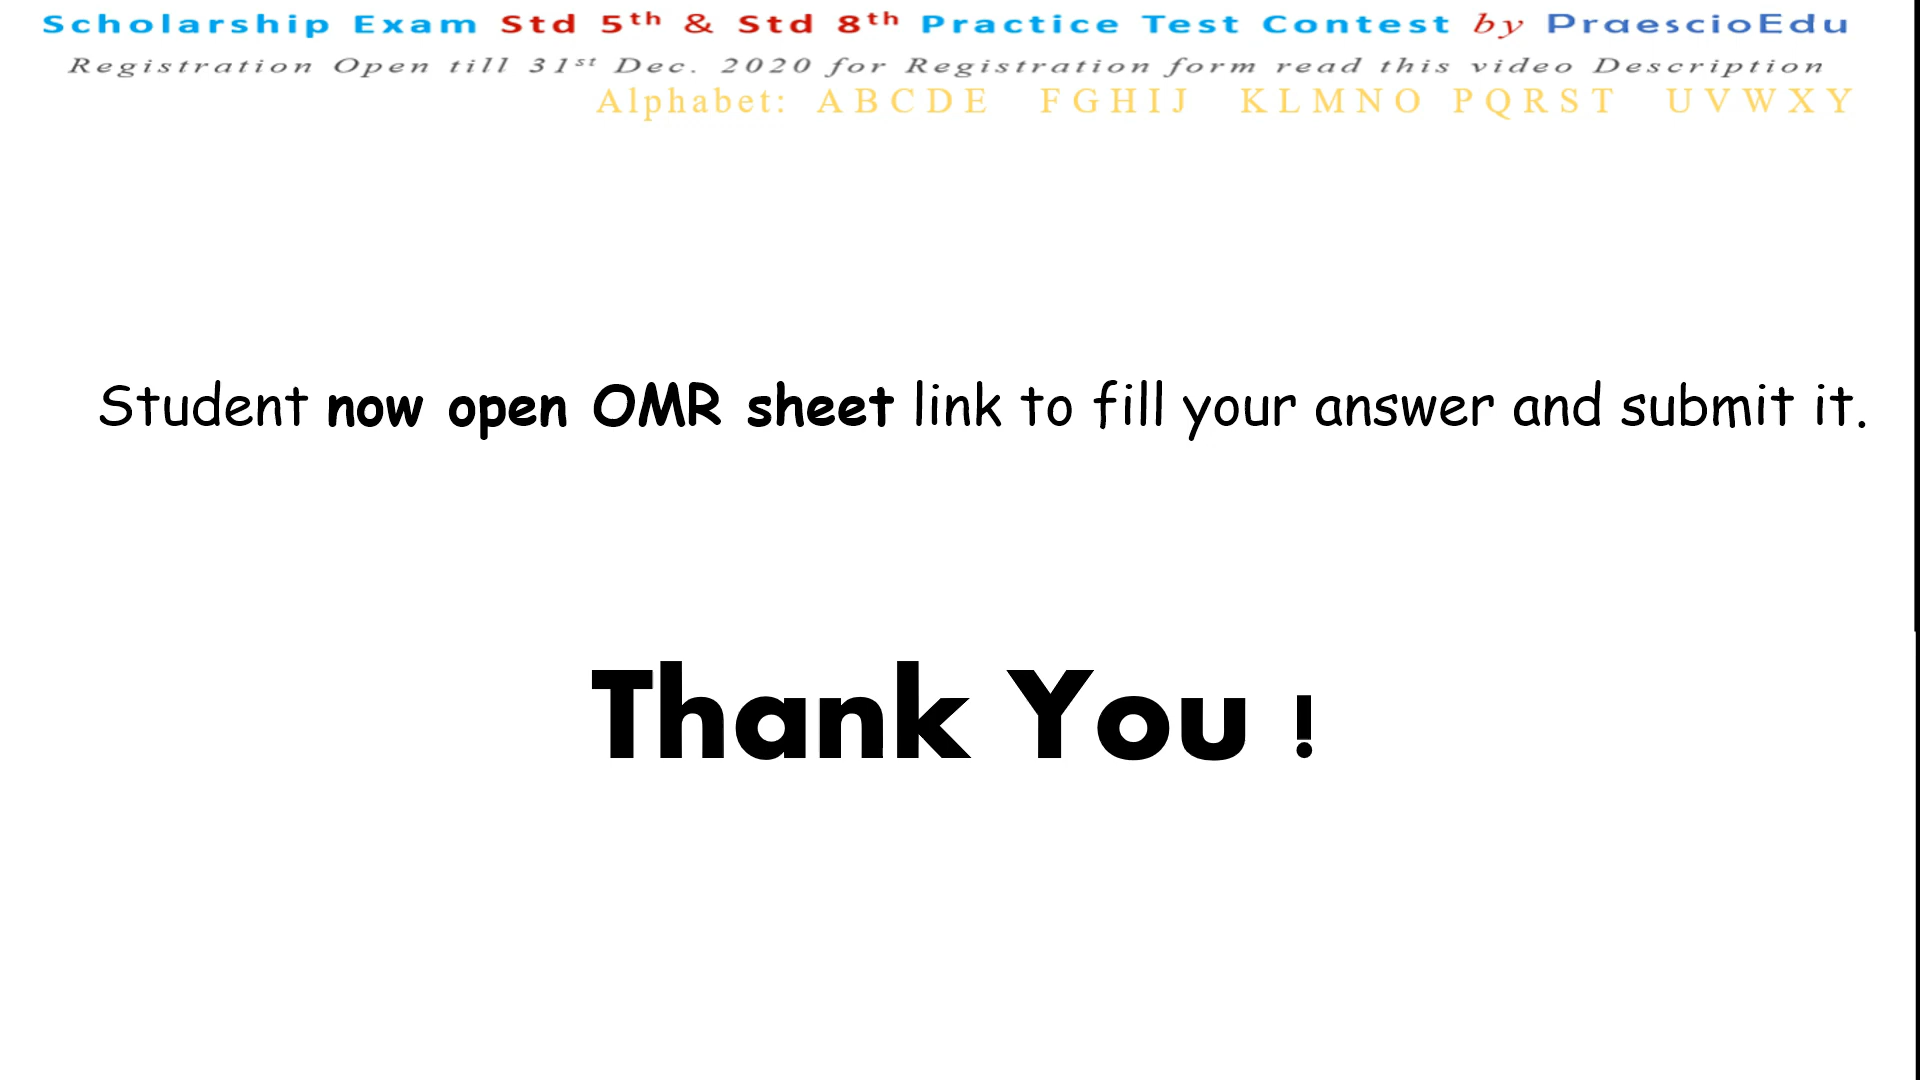 Scholarship Exam Std 5th & Std 8th Practice Test Contest by PraescioEdu
Registration Open till 31st Dec. 2020 for Registration form read this video Description
Alphabet: A B C D E F G H I J K L M N O P Q R S T U V W X Y
Student now open OMR sheet link to fill your answer and submit it.
Thank You !